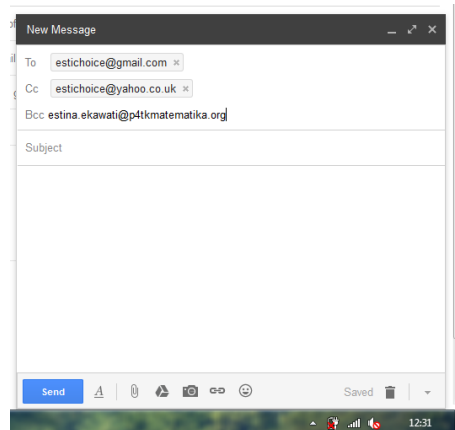 New Message
To estichoice@gmail.com ×
Cc estichoice@yahoo.co.uk ×
Bcc estina.ekawati@p4tkmatematika.org
Subject
Send A Saved
12:31